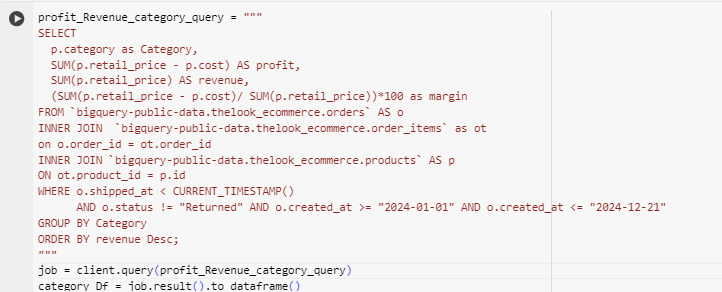 profit_Revenue_category_query = """
SELECT
  p.category as Category,
  SUM(p.retail_price - p.cost) AS profit,
  SUM(p.retail_price) AS revenue,
  (SUM(p.retail_price - p.cost)/ SUM(p.retail_price))*100 as margin
FROM `bigquery-public-data.thelook_ecommerce.orders` AS o
INNER JOIN  `bigquery-public-data.thelook_ecommerce.order_items` as ot
on o.order_id = ot.order_id
INNER JOIN `bigquery-public-data.thelook_ecommerce.products` AS p
ON ot.product_id = p.id
WHERE o.shipped_at < CURRENT_TIMESTAMP()
      AND o.status != "Returned" AND o.created_at >= "2024-01-01" AND o.created_at <= "2024-12-21"
GROUP BY Category
ORDER BY revenue Desc;
"""
job = client.query(profit_Revenue_category_query)
category_Df = job.result().to_dataframe()